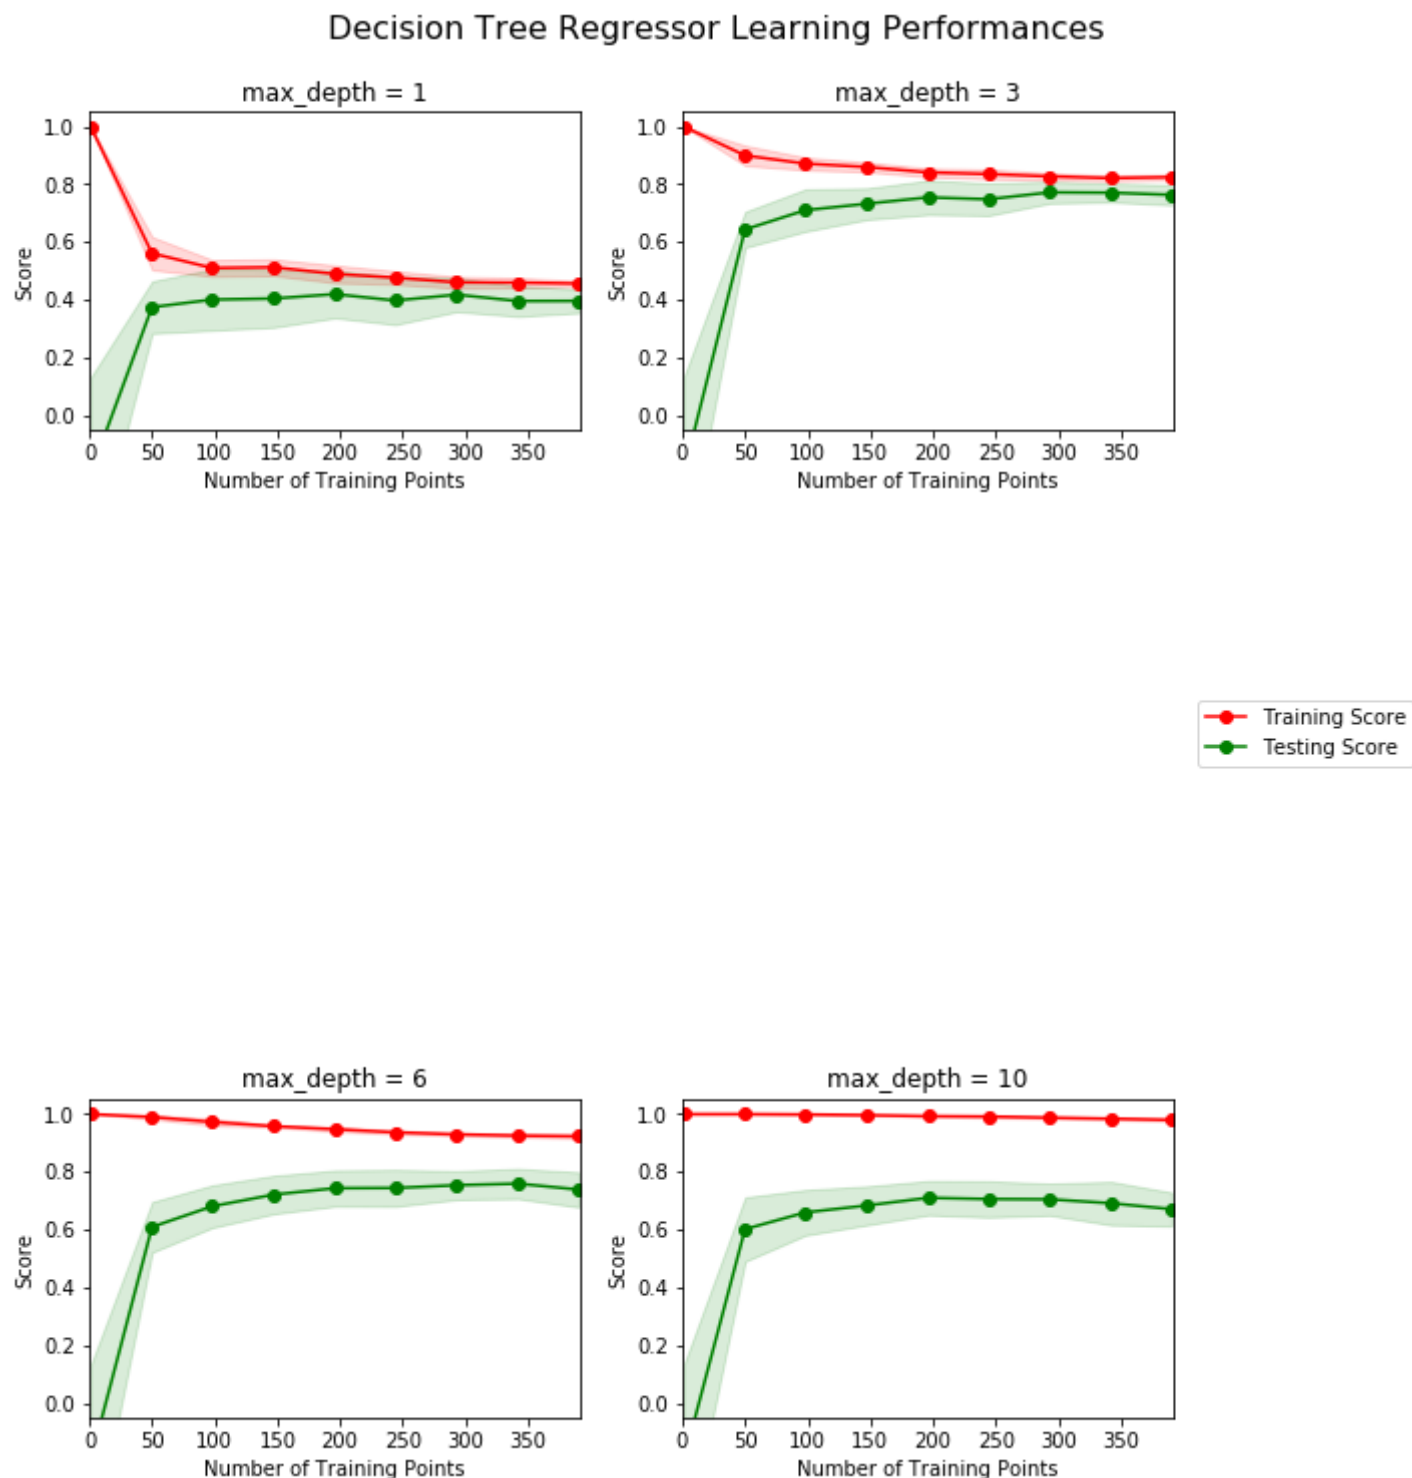 Decision Tree Regressor Learning Performances
max_depth = 1
1.0
0.8
0.6
0.4
0.2
0.0
Score
0 50 100 150 200 250 300 350
Number of Training Points
max_depth = 3
1.0
0.8
0.6
0.4
0.2
0.0
Score
0 50 100 150 200 250 300 350
Number of Training Points
Training Score
Testing Score
max_depth = 6
1.0
0.8
0.6
0.4
0.2
0.0
Score
0 50 100 150 200 250 300 350
Number of Training Points
max_depth = 10
1.0
0.8
0.6
0.4
0.2
0.0
Score
0 50 100 150 200 250 300 350
Number of Training Points